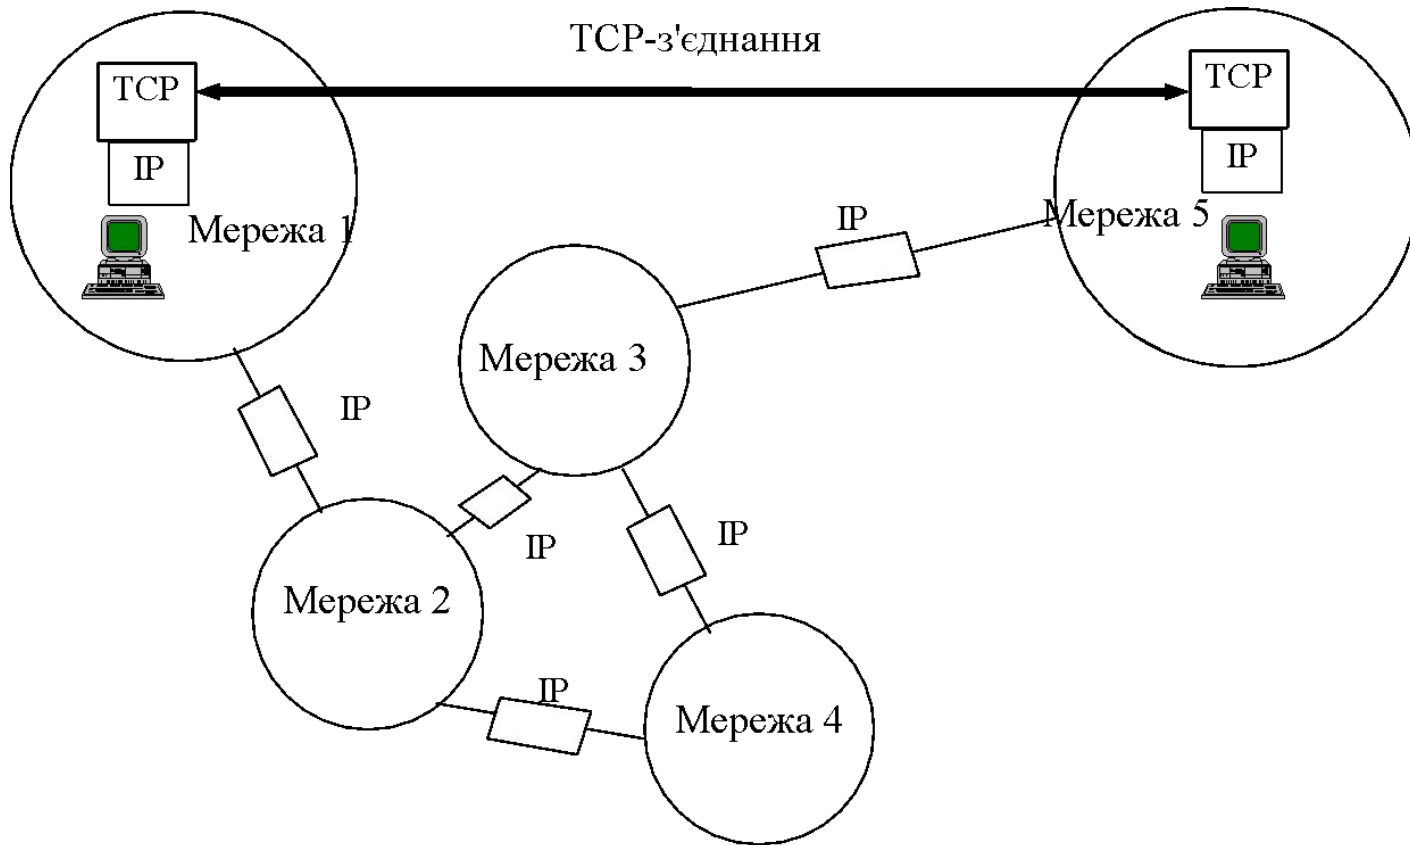 TCP-з'єднання
TCP
IP
Мережа 1
TCP
IP
Мережа 5
IP
Мережа 3
IP
IP
IP
Мережа 2
IP
Мережа 4